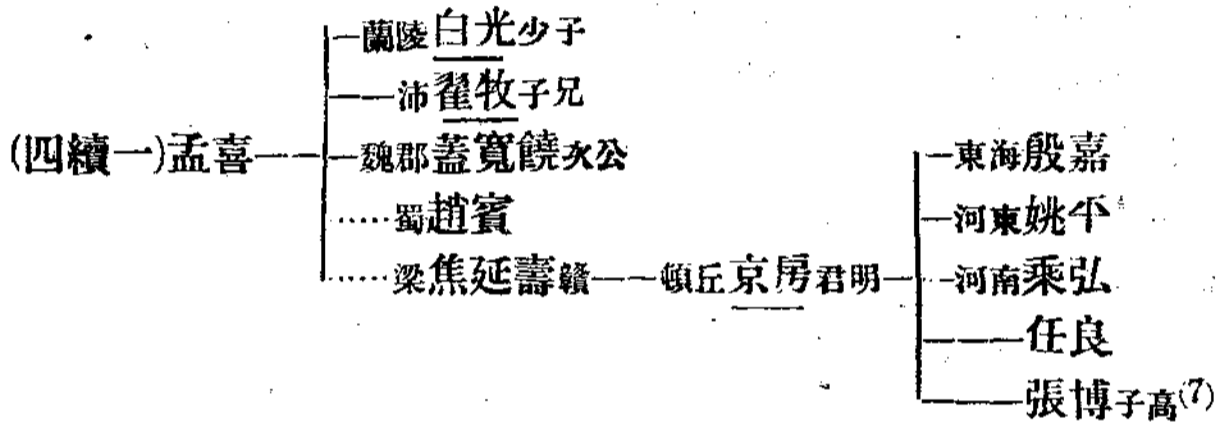 蘭陵白光少子
沛翟牧子兄
(四續一)孟喜
魏郡蓋寬饒次公
蜀趙賓
梁焦延壽贛
頓丘京房君明
東海殷嘉
河東姚平
河南乘弘
任良
張博子高(7)